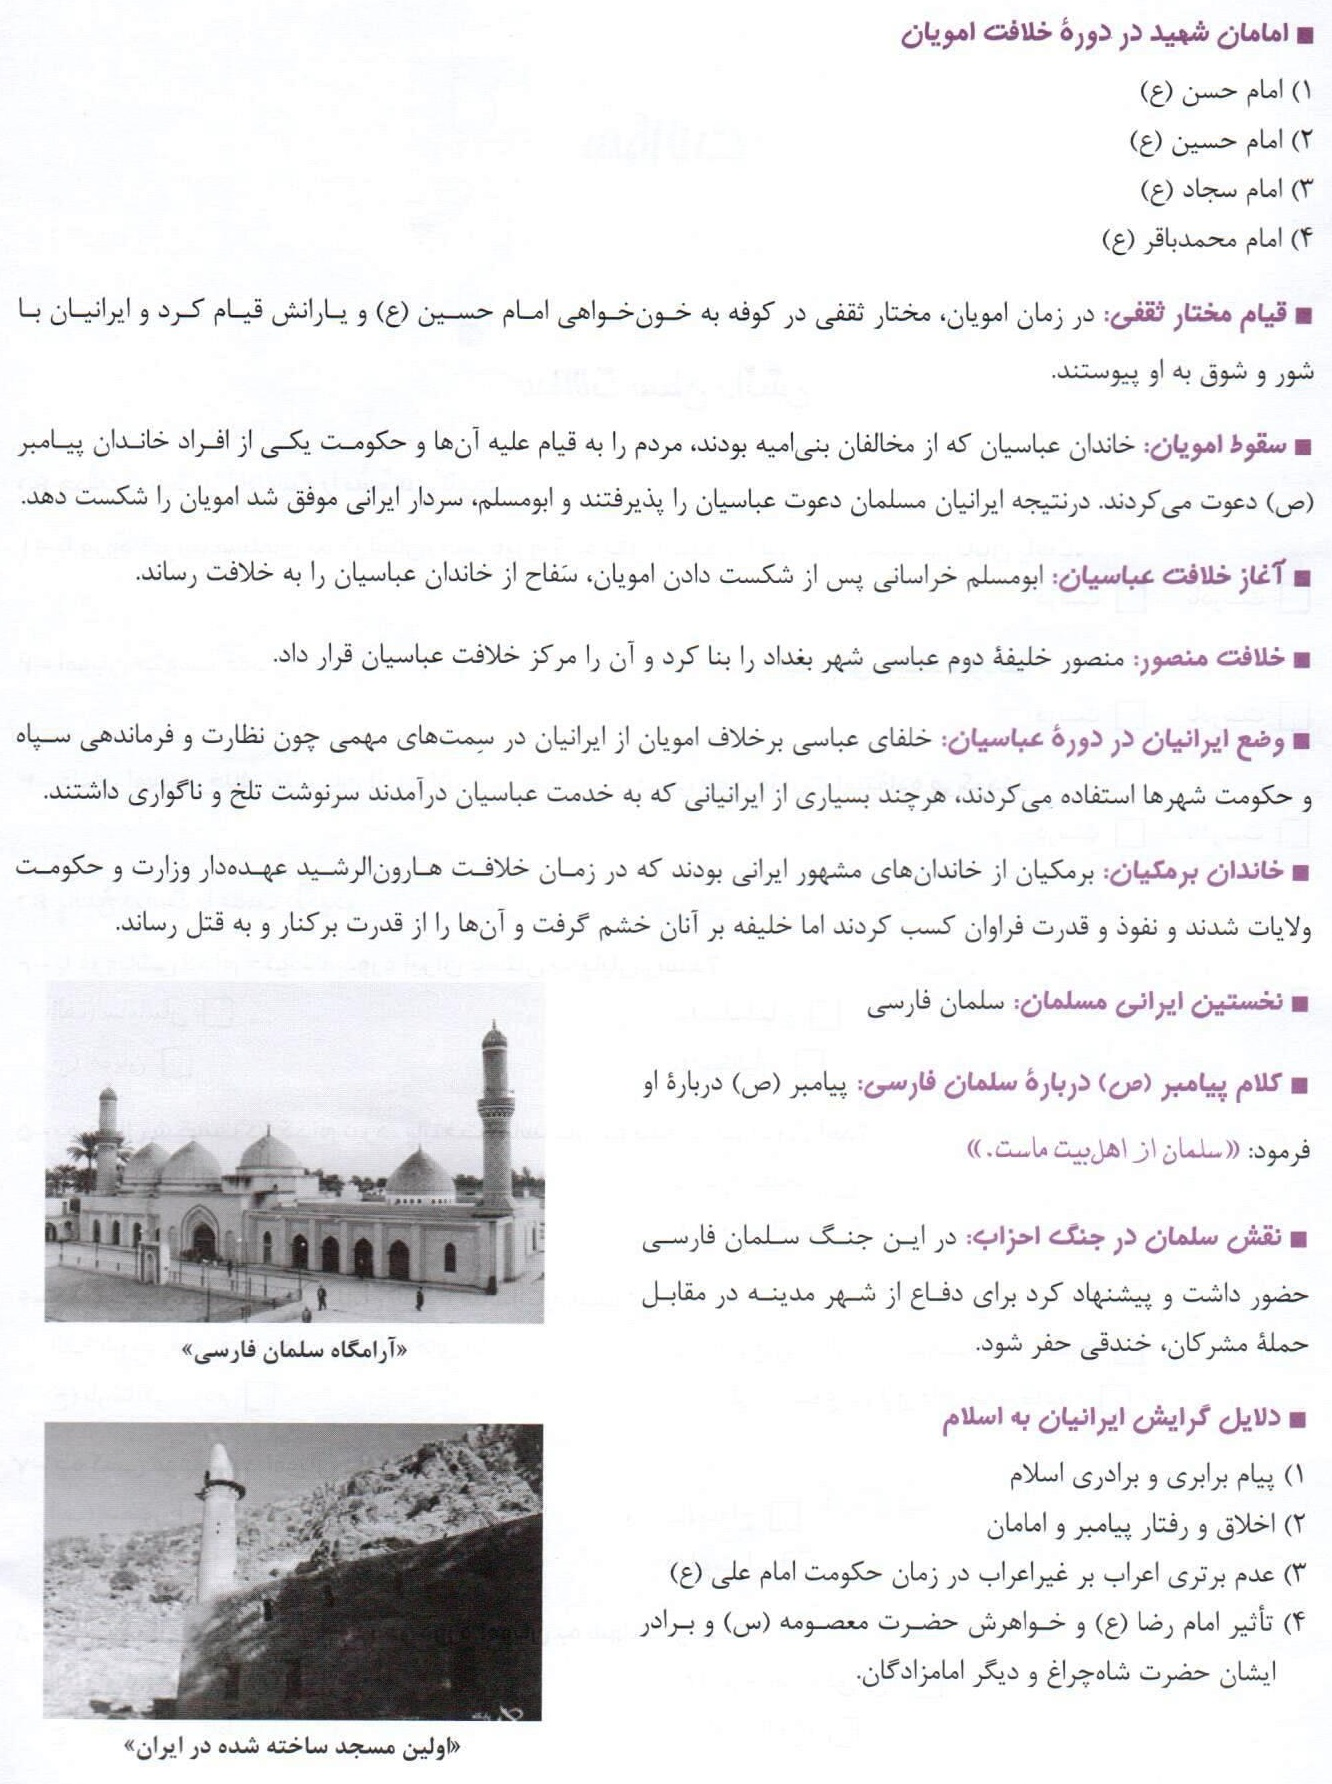 ■ امامان شهید در دورهٔ خلافت امویان
۱) امام حسن (ع)
۲) امام حسین (ع)
۳) امام سجاد (ع)
۴) امام محمدباقر (ع)
■ قیام مختار ثقفی: در زمان امویان، مختار ثقفی در کوفه به خون‌خواهی امام حسین (ع) و یارانش قیام کرد و ایرانیان با
شور و شوق به او پیوستند.
■ سقوط امویان: خاندان عباسیان که از مخالفان بنی‌امیه بودند، مردم را به قیام علیه آن‌ها و حکومت یکی از افراد خاندان پیامبر
(ص) دعوت می‌کردند. درنتیجه ایرانیان مسلمان دعوت عباسیان را پذیرفتند و ابومسلم، سردار ایرانی موفق شد امویان را شکست دهد.
■ آغاز خلافت عباسیان: ابومسلم خراسانی پس از شکست دادن امویان، سَفاح از خاندان عباسیان را به خلافت رساند.
■ خلافت منصور: منصور خلیفهٔ دوم عباسی شهر بغداد را بنا کرد و آن را مرکز خلافت عباسیان قرار داد.
■ وضع ایرانیان در دورهٔ عباسیان: خلفای عباسی برخلاف امویان از ایرانیان در سِمت‌های مهمی چون نظارت و فرماندهی سپاه
و حکومت شهرها استفاده می‌کردند، هرچند بسیاری از ایرانیانی که به خدمت عباسیان درآمدند سرنوشت تلخ و ناگواری داشتند.
■ خاندان برمکیان: برمکیان از خاندان‌های مشهور ایرانی بودند که در زمان خلافت هارون‌الرشید عهده‌دار وزارت و حکومت
ولایات شدند و نفوذ و قدرت فراوان کسب کردند اما خلیفه بر آنان خشم گرفت و آن‌ها را از قدرت برکنار و به قتل رساند.
■ نخستین ایرانی مسلمان: سلمان فارسی
■ کلام پیامبر (ص) دربارهٔ سلمان فارسی: پیامبر (ص) دربارهٔ او
فرمود: «سلمان از اهل‌بیت ماست.»
■ نقش سلمان در جنگ احزاب: در این جنگ سلمان فارسی
حضور داشت و پیشنهاد کرد برای دفاع از شهر مدینه در مقابل
حملهٔ مشرکان، خندقی حفر شود.
«آرامگاه سلمان فارسی»
■ دلایل گرایش ایرانیان به اسلام
۱) پیام برابری و برادری اسلام
۲) اخلاق و رفتار پیامبر و امامان
۳) عدم برتری اعراب بر غیراعراب در زمان حکومت امام علی (ع)
۴) تأثیر امام رضا (ع) و خواهرش حضرت معصومه (س) و برادر
ایشان حضرت شاه‌چراغ و دیگر امامزادگان.
«اولین مسجد ساخته شده در ایران»